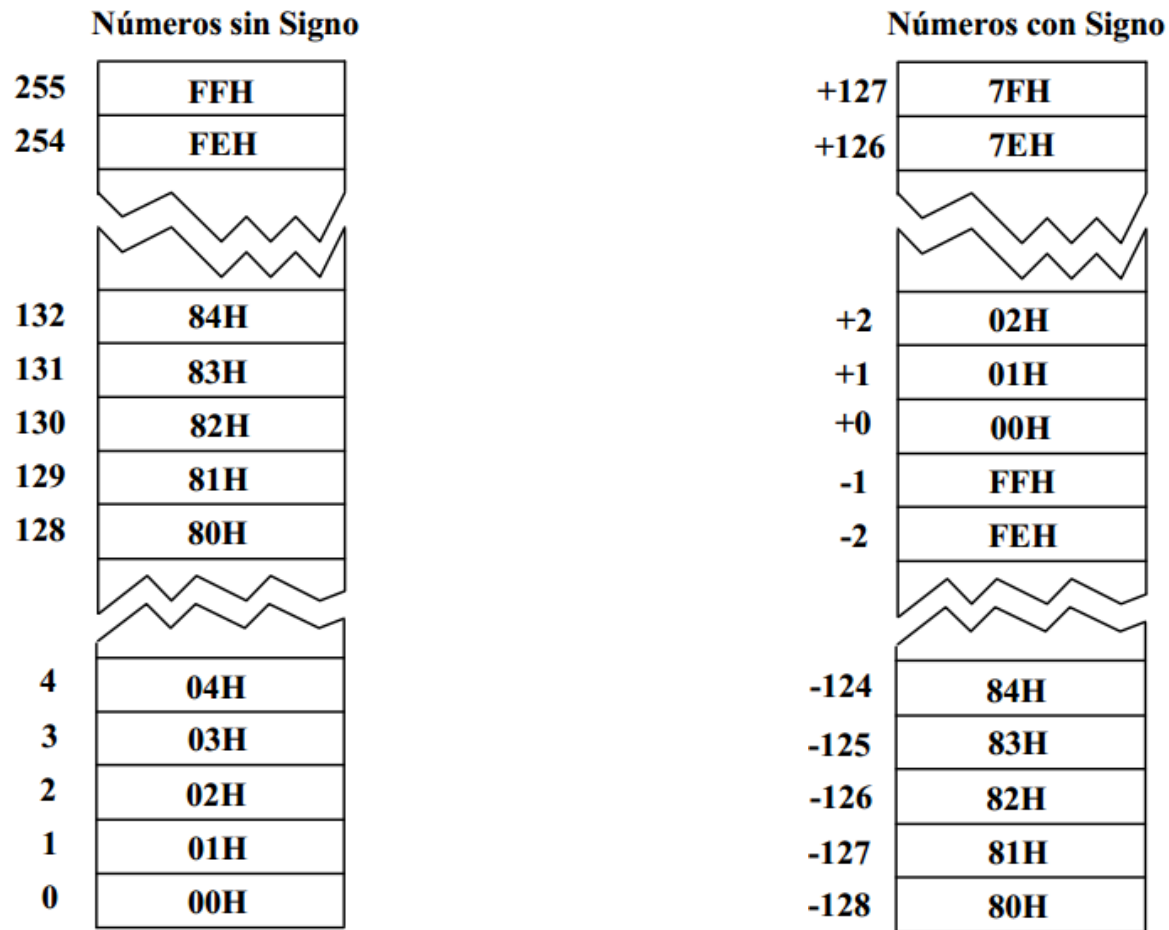 Números sin Signo
255 FFH
254 FEH
132 84H
131 83H
130 82H
129 81H
128 80H
4 04H
3 03H
2 02H
1 01H
0 00H
Números con Signo
+127 7FH
+126 7EH
+2 02H
+1 01H
+0 00H
-1 FFH
-2 FEH
-124 84H
-125 83H
-126 82H
-127 81H
-128 80H